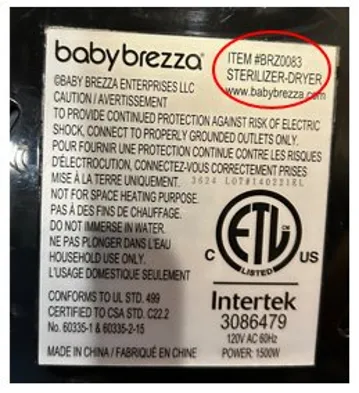 babybrezza
ITEM #BRZ0083
STERILIZER-DRYER
www.babybrezza.com
©BABY BREZZA ENTERPRISES LLC
CAUTION / AVERTISSEMENT
TO PROVIDE CONTINUED PROTECTION AGAINST RISK OF ELECTRIC
SHOCK, CONNECT TO PROPERLY GROUNDED OUTLETS ONLY.
POUR FOURNIR UNE PROTECTION CONTINUE CONTRE LES RISQUES
D'ÉLECTROCUTION, CONNECTEZ-VOUS CORRECTEMENT PRISES
MISE À LA TERRE UNIQUEMENT. 3624 LOT#140221EL
NOT FOR SPACE HEATING PURPOSE.
PAS À DES FINS DE CHAUFFAGE.
DO NOT IMMERSE IN WATER.
NE PAS PLONGER DANS L'EAU
HOUSEHOLD USE ONLY.
L'USAGE DOMESTIQUE SEULEMENT
CONFORMS TO UL STD. 499
CERTIFIED TO CSA STD. C22.2
No. 60335-1 & 60335-2-15
MADE IN CHINA / FABRIQUÉ EN CHINE
ETL CM
LISTED
C US
Intertek
3086479
120V AC 60Hz
POWER: 1500W